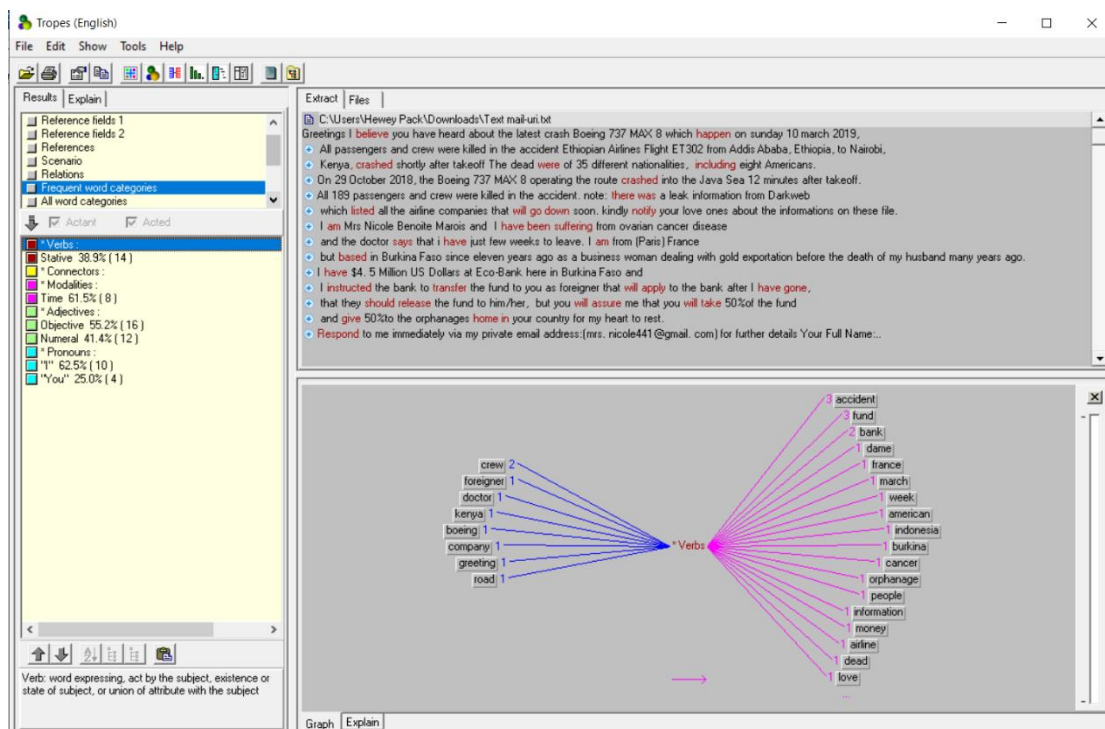 Tropes (English)
File Edit Show Tools Help
Results Explain
Reference fields 1
Reference fields 2
References
Scenario
Relations
Frequent word categories
All word categories
Actant Acted
* Verbs :
Stative 38.9% ( 14 )
* Connectors :
* Modalities :
Time 61.5% ( 8 )
* Adjectives :
Objective 55.2% ( 16 )
Numeral 41.4% ( 12 )
* Pronouns :
"I" 62.5% ( 10 )
"You" 25.0% ( 4 )
Verb: word expressing, act by the subject, existence or
state of subject, or union of attribute with the subject
Extract Files
C:\Users\Hewey Pack\Downloads\Text mail-uri.txt
Greetings I believe you have heard about the latest crash Boeing 737 MAX 8 which happen on sunday 10 march 2019,
All passengers and crew were killed in the accident Ethiopian Airlines Flight ET302 from Addis Ababa, Ethiopia, to Nairobi,
Kenya, crashed shortly after takeoff The dead were of 35 different nationalities, including eight Americans.
On 29 October 2018, the Boeing 737 MAX 8 operating the route crashed into the Java Sea 12 minutes after takeoff.
All 189 passengers and crew were killed in the accident. note: there was a leak information from Darkweb
which listed all the airline companies that will go down soon. kindly notify your love ones about the informations on these file.
I am Mrs Nicole Benoite Marois and I have been suffering from ovarian cancer disease
and the doctor says that i have just few weeks to leave. I am from (Paris) France
but based in Burkina Faso since eleven years ago as a business woman dealing with gold exportation before the death of my husband many years ago.
I have $4. 5 Million US Dollars at Eco-Bank here in Burkina Faso and
I instructed the bank to transfer the fund to you as foreigner that will apply to the bank after I have gone,
that they should release the fund to him/her, but you will assure me that you will take 50%of the fund
and give 50%to the orphanages home in your country for my heart to rest.
Respond to me immediately via my private email address:(mrs. nicole441@gmail. com) for further details Your Full Name:..
crew 2
foreigner 1
doctor 1
kenya 1
boeing 1
company 1
greeting 1
road 1
* Verbs
3 accident
3 fund
2 bank
1 dame
1 france
1 march
1 week
1 american
1 indonesia
1 burkina
1 cancer
1 orphanage
1 people
1 information
1 money
1 airline
1 dead
1 love
...
Graph Explain